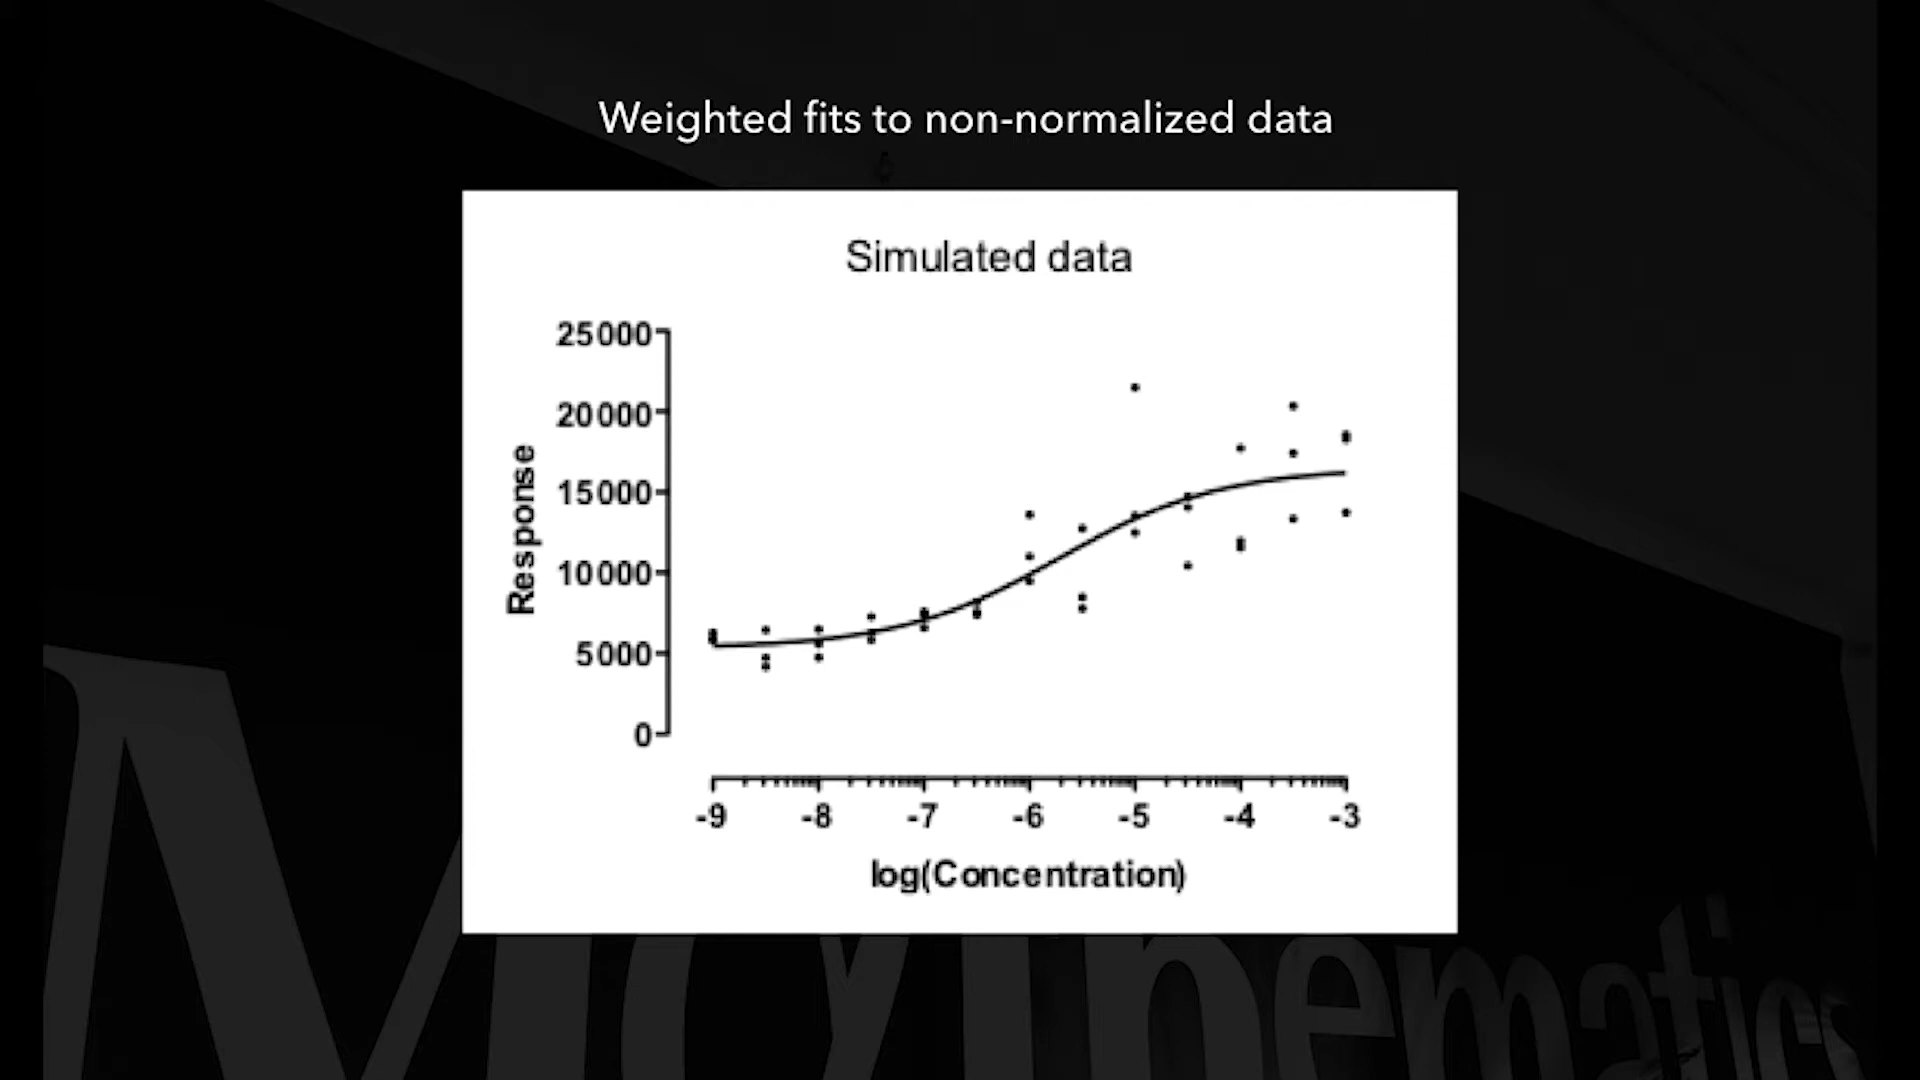 Weighted fits to non-normalized data
Simulated data
25000
20000
15000
10000
5000
0
Response
-9 -8 -7 -6 -5 -4 -3
log(Concentration)
Mathematics